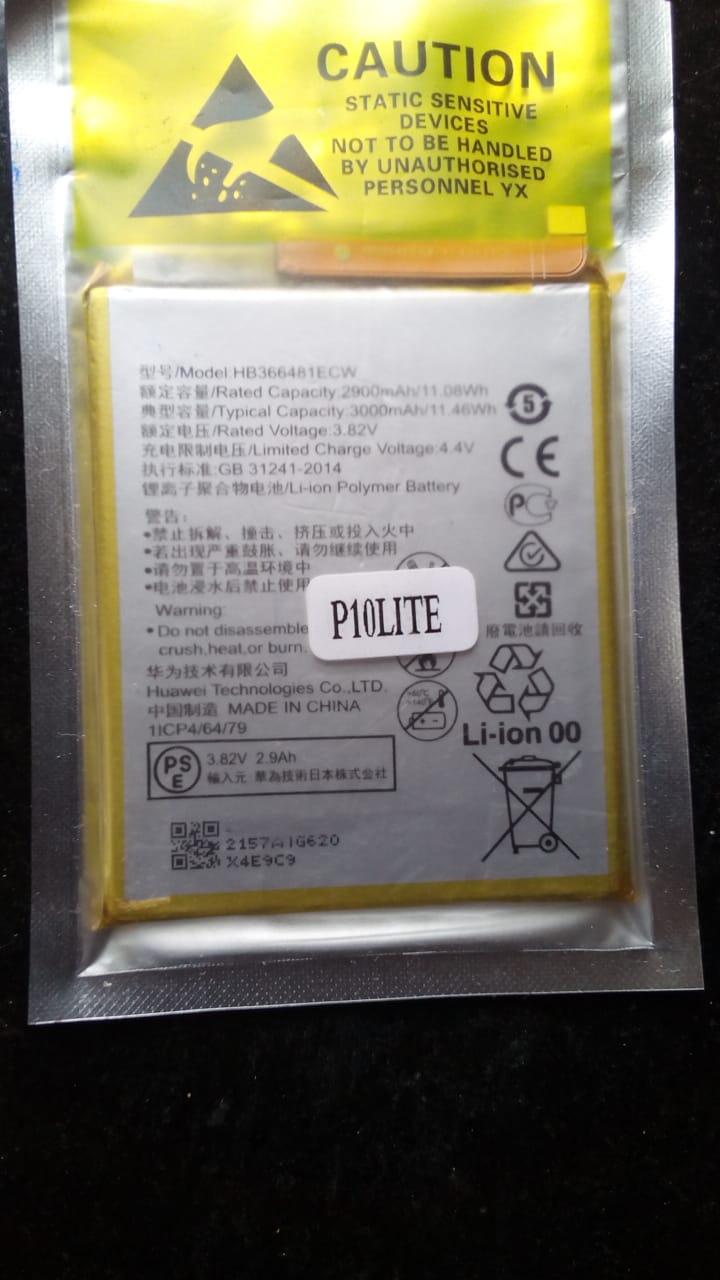 CAUTION
STATIC SENSITIVE
DEVICES
NOT TO BE HANDLED
BY UNAUTHORISED
PERSONNEL YX
型号/Model:HB366481ECW
额定容量/Rated Capacity:2900mAh/11.08Wh
典型容量/Typical Capacity:3000mAh/11.46Wh
额定电压/Rated Voltage:3.82V
充电限制电压/Limited Charge Voltage:4.4V
执行标准:GB 31241-2014
锂离子聚合物电池/Li-ion Polymer Battery
5
CE
警告:
•禁止拆解、撞击、挤压或投入火中
•若出现严重鼓胀、请勿继续使用
•请勿置于高温环境中
•电池浸水后禁止使用
Warning:
•Do not disassemble
crush,heat,or burn.
P10LITE
廢電池請回收
华为技术有限公司
Huawei Technologies Co.,LTD.
中国制造 MADE IN CHINA
1ICP4/64/79
Li-ion 00
PS
E
3.82V 2.9Ah
輸入元 華為技術日本株式会社
2157A1G620
X4E9C9